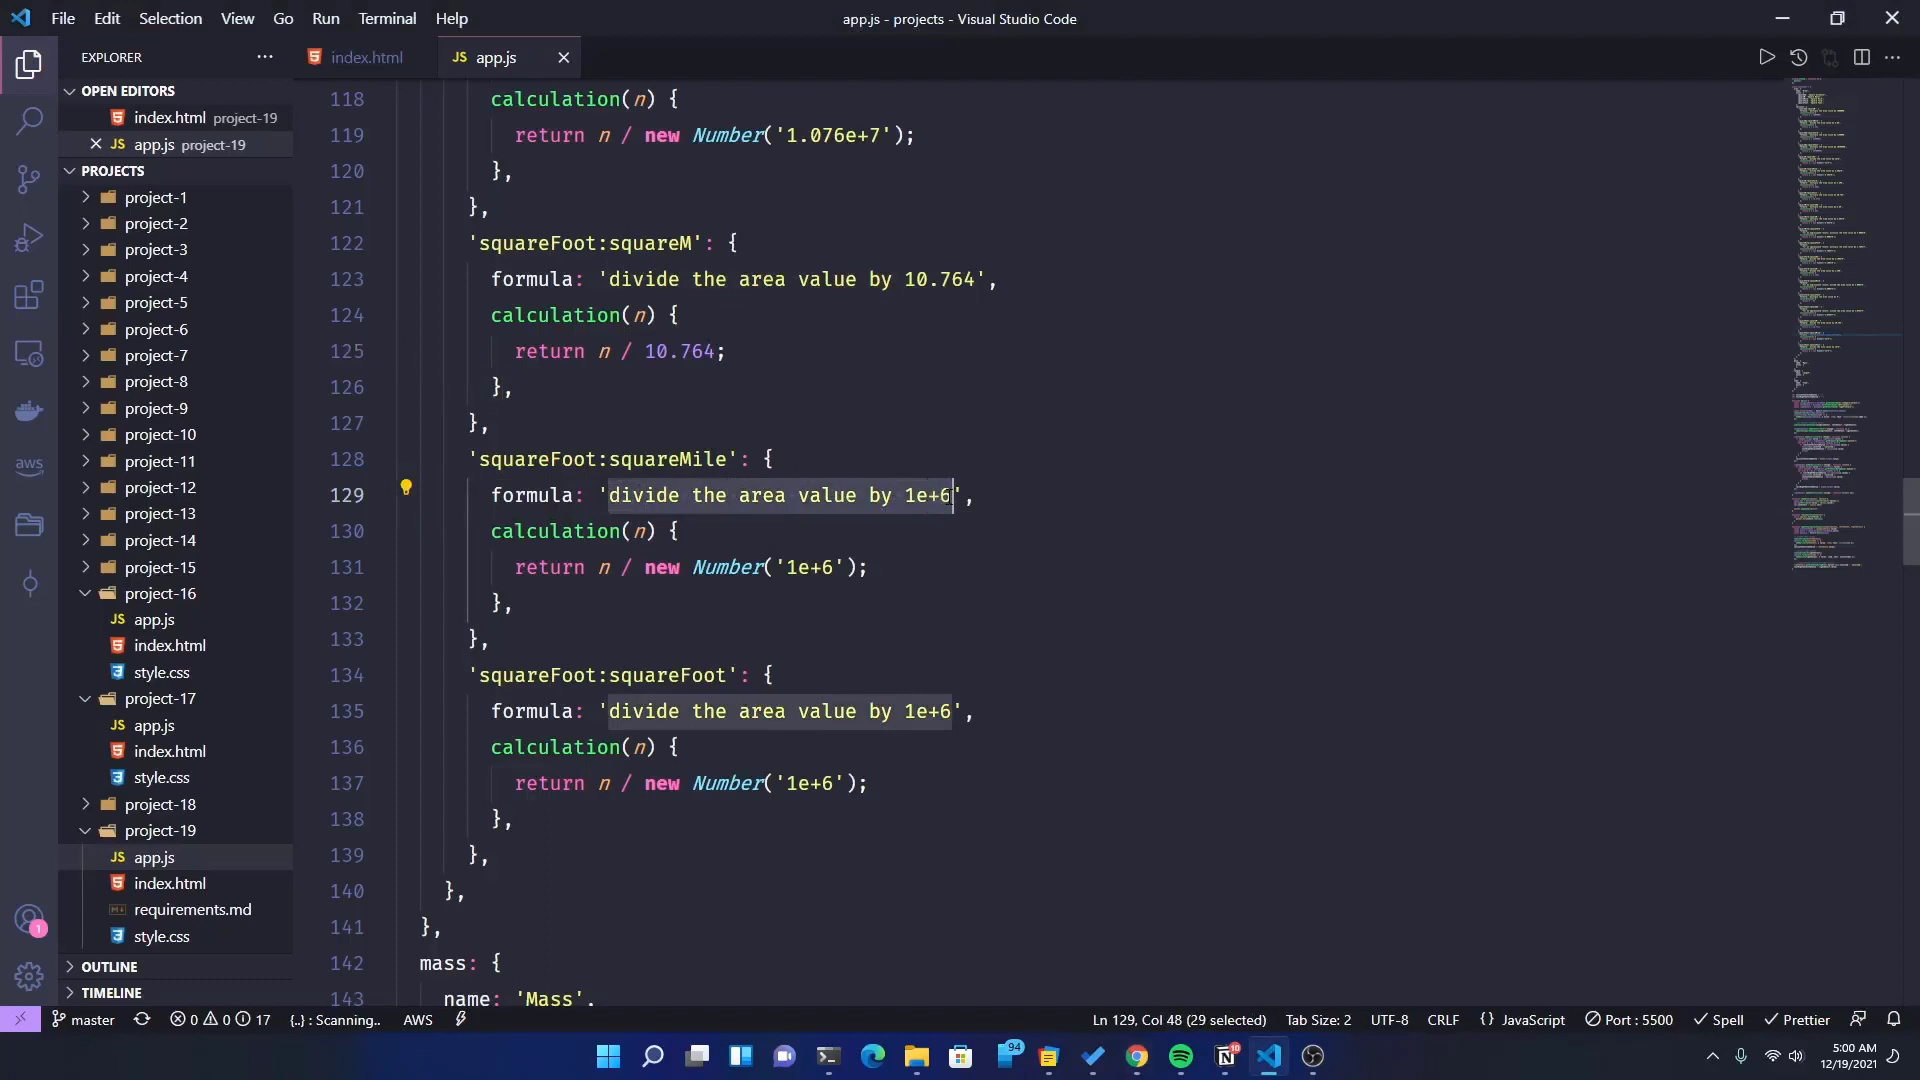 File Edit Selection View Go Run Terminal Help
app.js - projects - Visual Studio Code
EXPLORER
OPEN EDITORS
index.html project-19
JS app.js project-19
PROJECTS
project-1
project-2
project-3
project-4
project-5
project-6
project-7
project-8
project-9
project-10
project-11
project-12
project-13
project-14
project-15
project-16
JS app.js
index.html
style.css
project-17
JS app.js
index.html
style.css
project-18
project-19
JS app.js
index.html
requirements.md
style.css
OUTLINE
TIMELINE
aws
1
index.html
JS app.js
118 calculation(n) {
119 return n / new Number('1.076e+7');
120 },
121 },
122 'squareFoot:squareM': {
123 formula: 'divide the area value by 10.764',
124 calculation(n) {
125 return n / 10.764;
126 },
127 },
128 'squareFoot:squareMile': {
129 formula: 'divide the area value by 1e+6',
130 calculation(n) {
131 return n / new Number('1e+6');
132 },
133 },
134 'squareFoot:squareFoot': {
135 formula: 'divide the area value by 1e+6',
136 calculation(n) {
137 return n / new Number('1e+6');
138 },
139 },
140 },
141 },
142 mass: {
143 name: 'Mass',
master 0 0 17 {..} : Scanning.. AWS
Ln 129, Col 48 (29 selected) Tab Size: 2 UTF-8 CRLF {} JavaScript Port : 5500 Spell Prettier
94
10
5:00 AM
12/19/2021